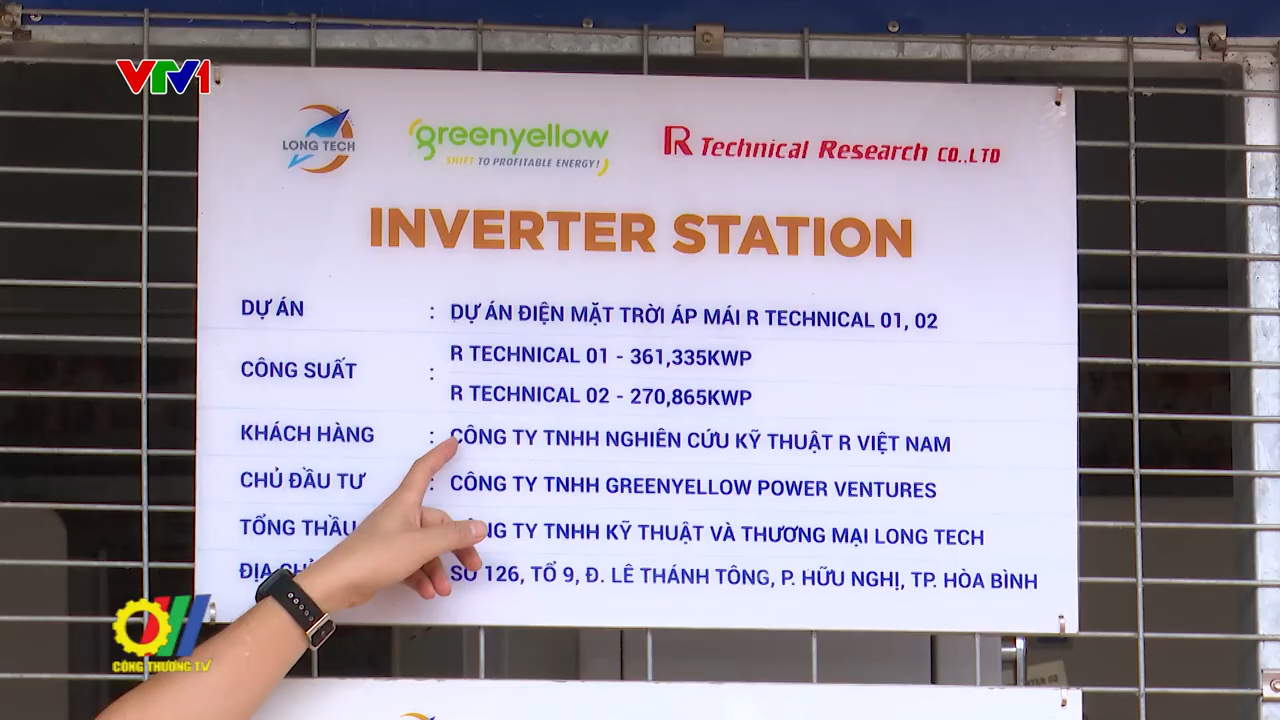 VTV1
LONG TECH
greenyellow
SHIFT TO PROFITABLE ENERGY!
R Technical Research CO.,LTD
INVERTER STATION
DỰ ÁN : DỰ ÁN ĐIỆN MẶT TRỜI ÁP MÁI R TECHNICAL 01, 02
CÔNG SUẤT : R TECHNICAL 01 - 361,335KWP
R TECHNICAL 02 - 270,865KWP
KHÁCH HÀNG : CÔNG TY TNHH NGHIÊN CỨU KỸ THUẬT R VIỆT NAM
CHỦ ĐẦU TƯ : CÔNG TY TNHH GREENYELLOW POWER VENTURES
TỔNG THẦU CÔNG TY TNHH KỸ THUẬT VÀ THƯƠNG MẠI LONG TECH
ĐỊA CHỈ SỐ 126, TỔ 9, Đ. LÊ THÁNH TÔNG, P. HỮU NGHỊ, TP. HÒA BÌNH
CÔNG THƯƠNG TV